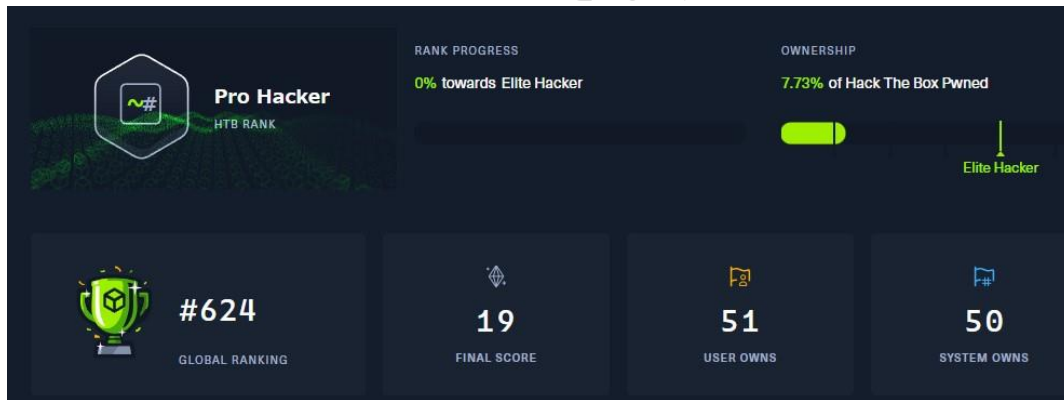 RANK PROGRESS
0% towards Elite Hacker
OWNERSHIP
7.73% of Hack The Box Pwned
~#
Pro Hacker
HTB RANK
Elite Hacker
#624
GLOBAL RANKING
19
FINAL SCORE
51
USER OWNS
#
50
SYSTEM OWNS